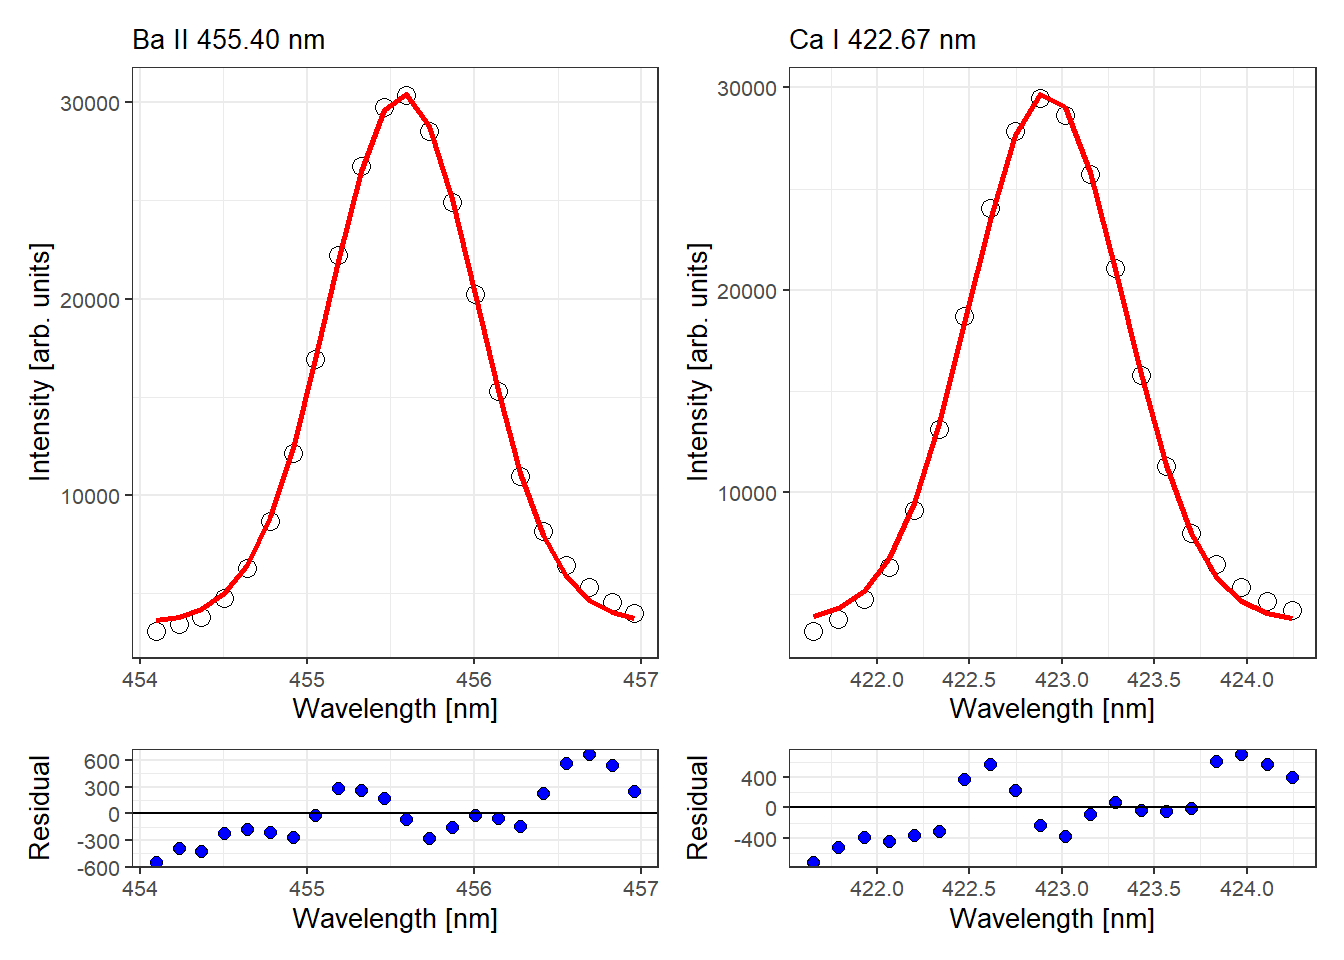 Ba II 455.40 nm
Intensity [arb. units]
30000
20000
10000
454 455 456 457
Wavelength [nm]
Ca I 422.67 nm
Intensity [arb. units]
30000
20000
10000
422.0 422.5 423.0 423.5 424.0
Wavelength [nm]
Residual
600
300
0
-300
-600
454 455 456 457
Wavelength [nm]
Residual
400
0
-400
422.0 422.5 423.0 423.5 424.0
Wavelength [nm]